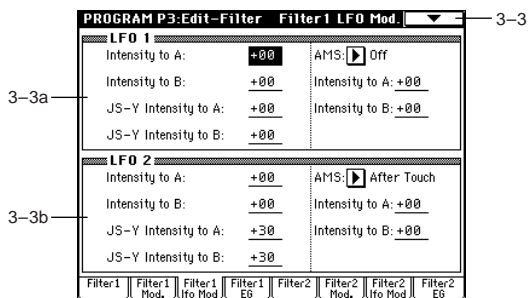 PROGRAM P3:Edit-Filter Filter1 LFO Mod.
3–3
LFO 1
Intensity to A: +00 AMS: Off
Intensity to B: +00 Intensity to A: +00
3–3a
JS-Y Intensity to A: +00 Intensity to B: +00
JS-Y Intensity to B: +00
LFO 2
Intensity to A: +00 AMS: After Touch
Intensity to B: +00 Intensity to A: +00
3–3b
JS-Y Intensity to A: +30 Intensity to B: +00
JS-Y Intensity to B: +30
Filter1 Filter1 Mod. Filter1 lfo Mod Filter1 EG Filter2 Filter2 Mod. Filter2 lfo Mod Filter2 EG